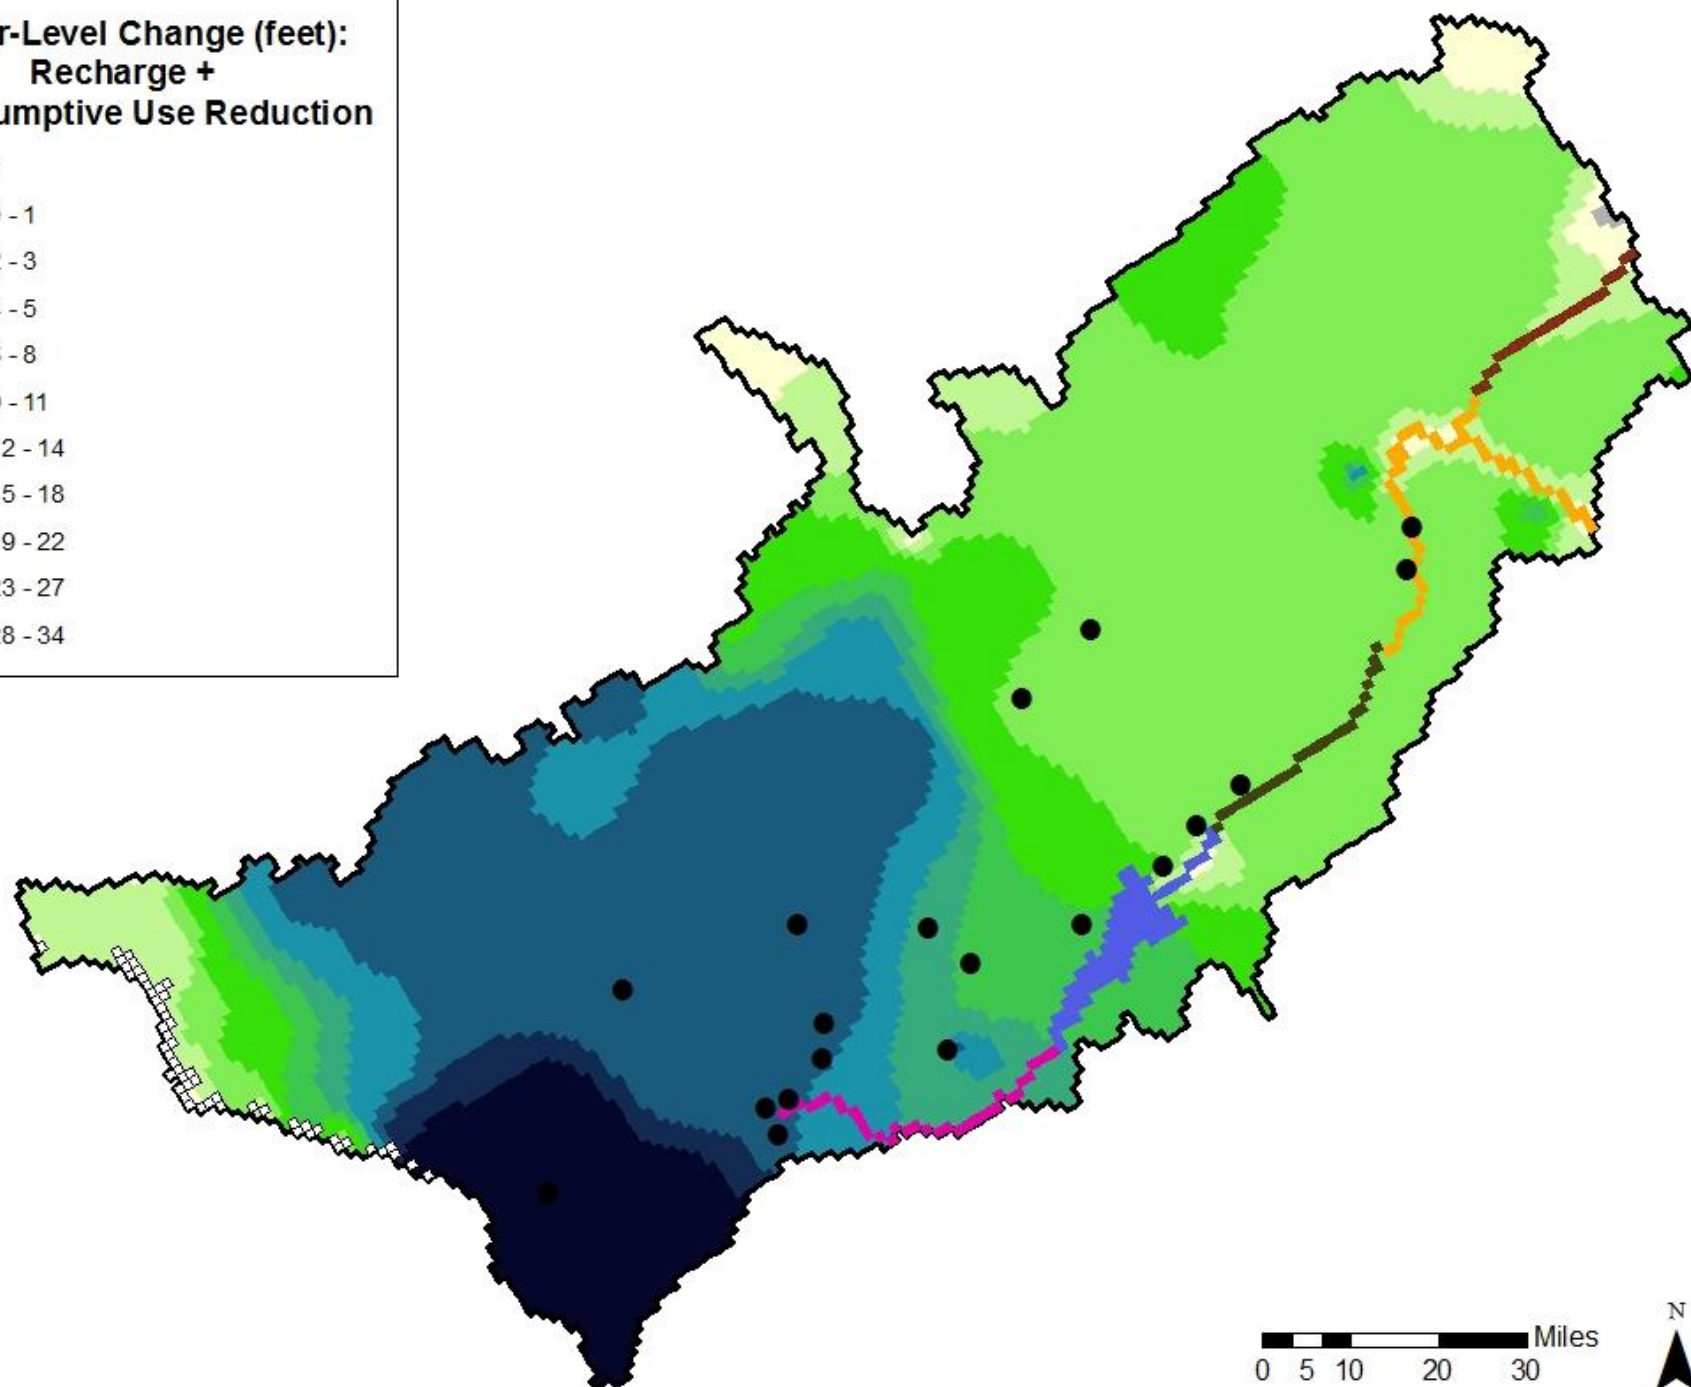 r-Level Change (feet):
Recharge +
umptive Use Reduction
- 1
- 3
- 5
- 8
- 11
2 - 14
5 - 18
9 - 22
3 - 27
8 - 34
Miles
0 5 10 20 30
N